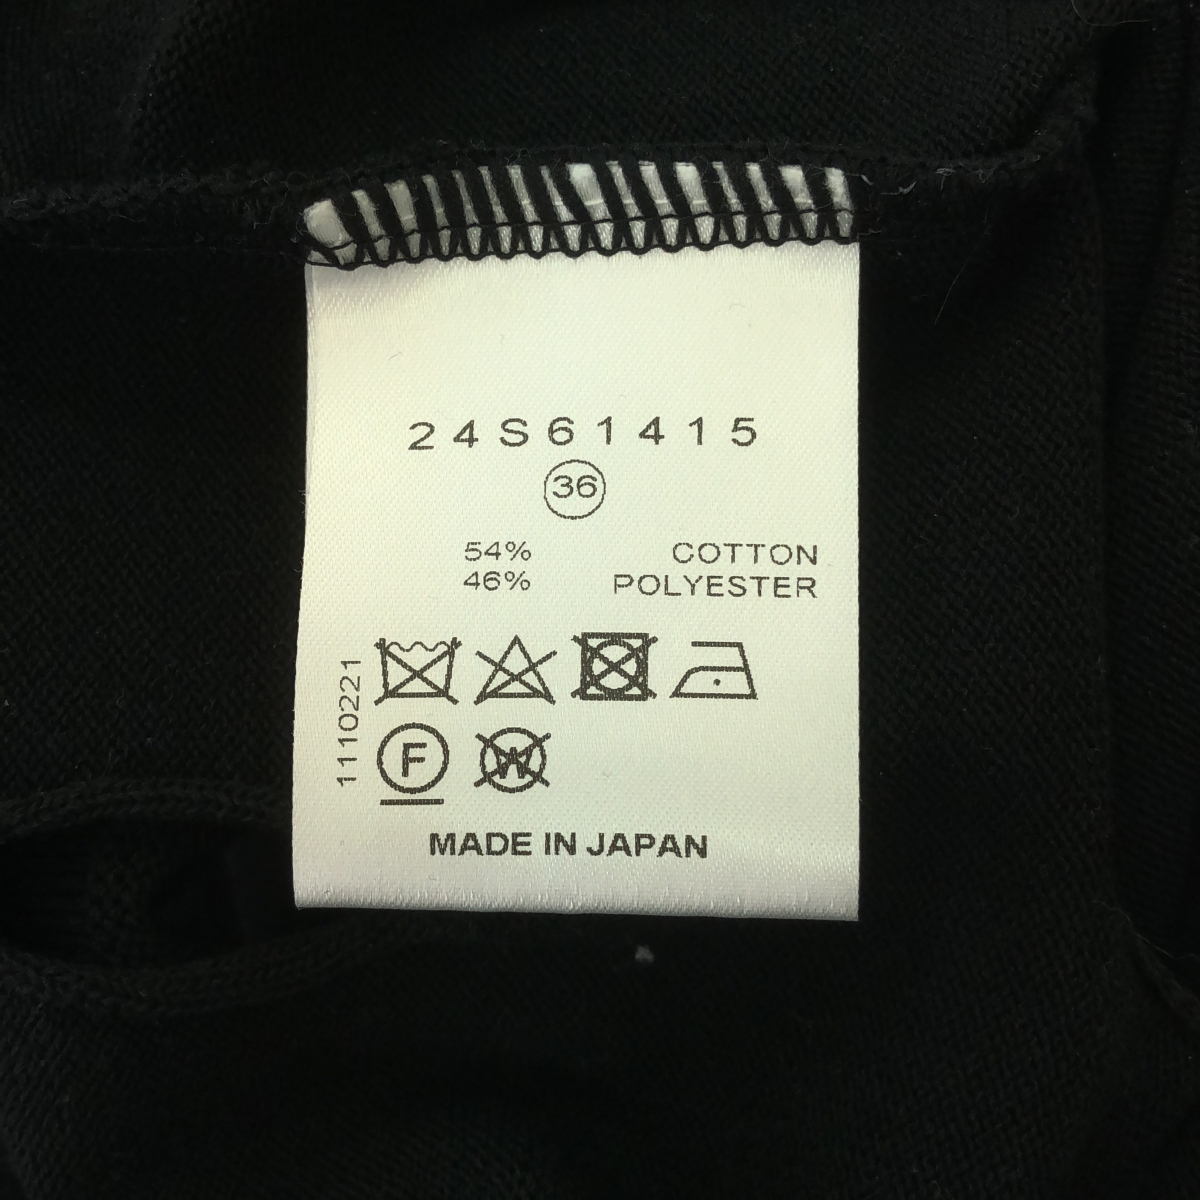 24S61415
36
54% COTTON
46% POLYESTER
1110221
F W
MADE IN JAPAN